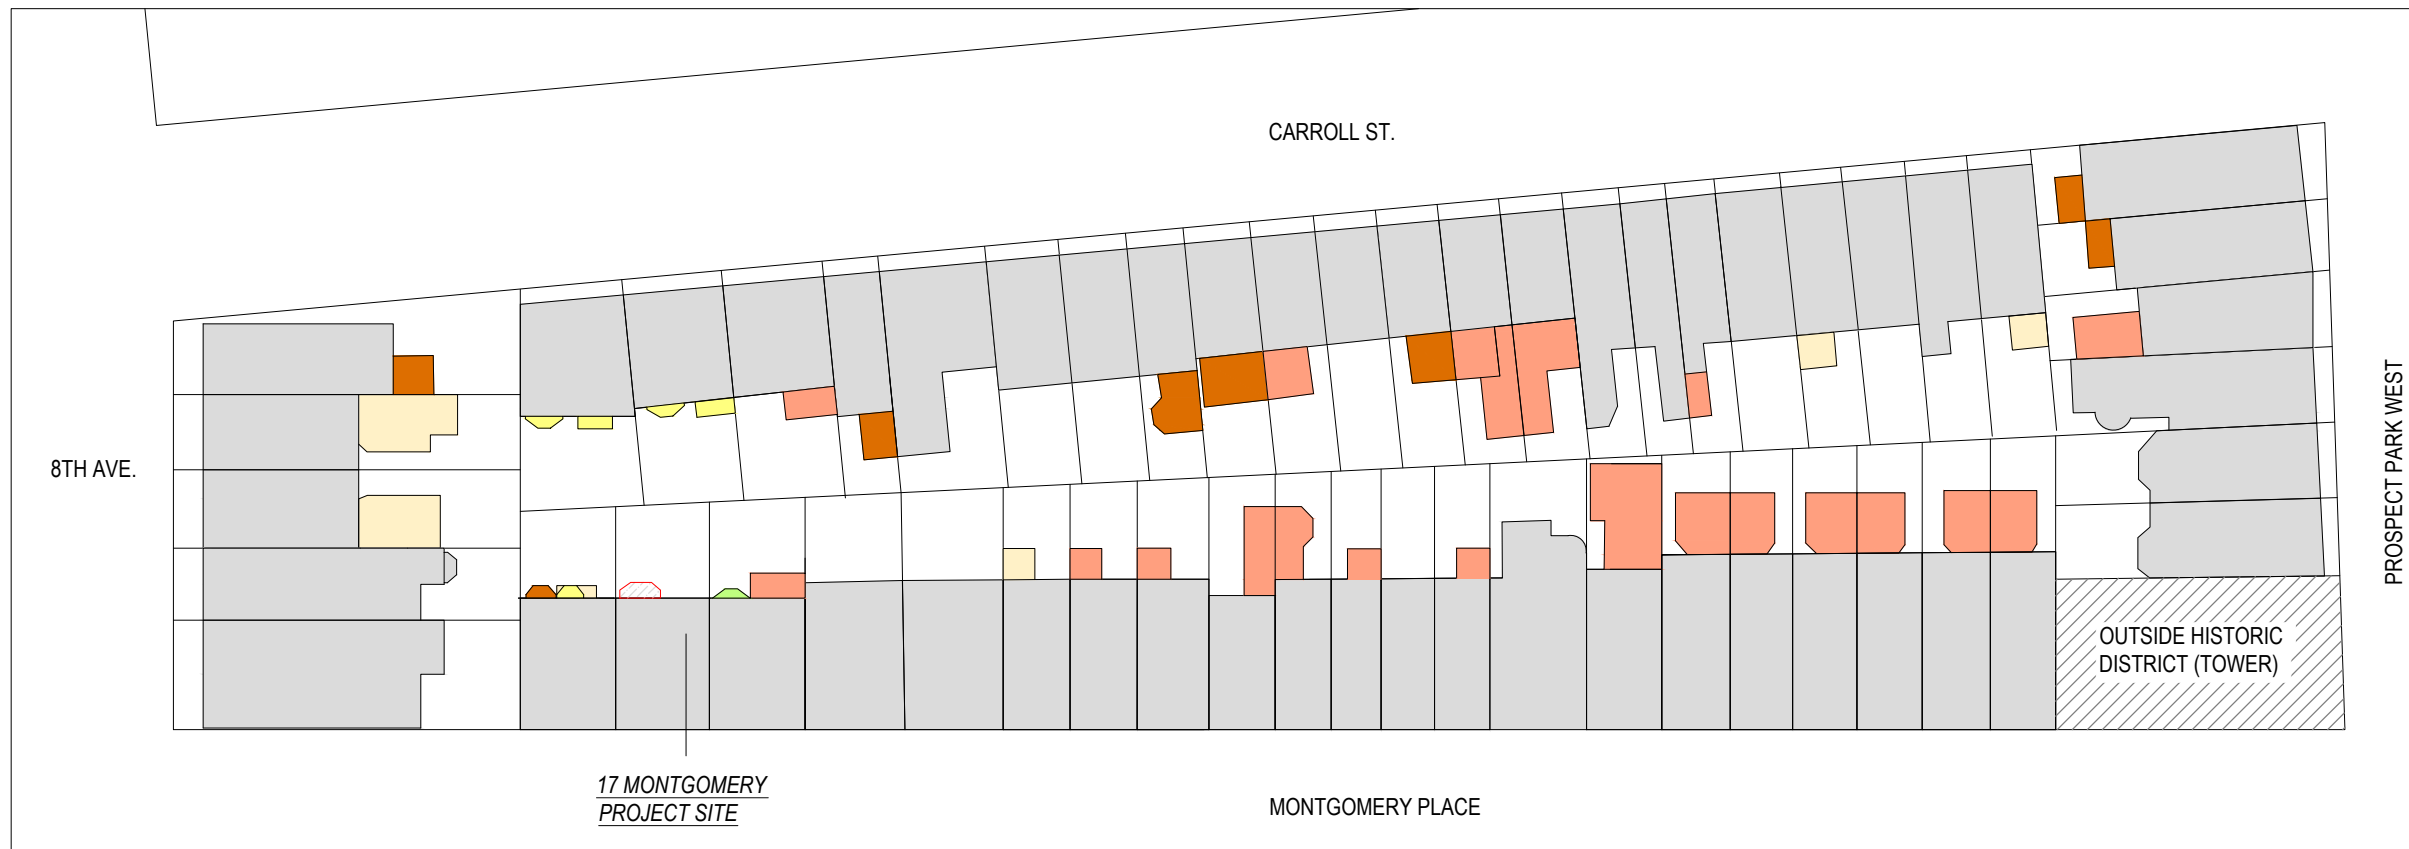 CARROLL ST.
8TH AVE.
PROSPECT PARK WEST
OUTSIDE HISTORIC
DISTRICT (TOWER)
17 MONTGOMERY
PROJECT SITE
MONTGOMERY PLACE